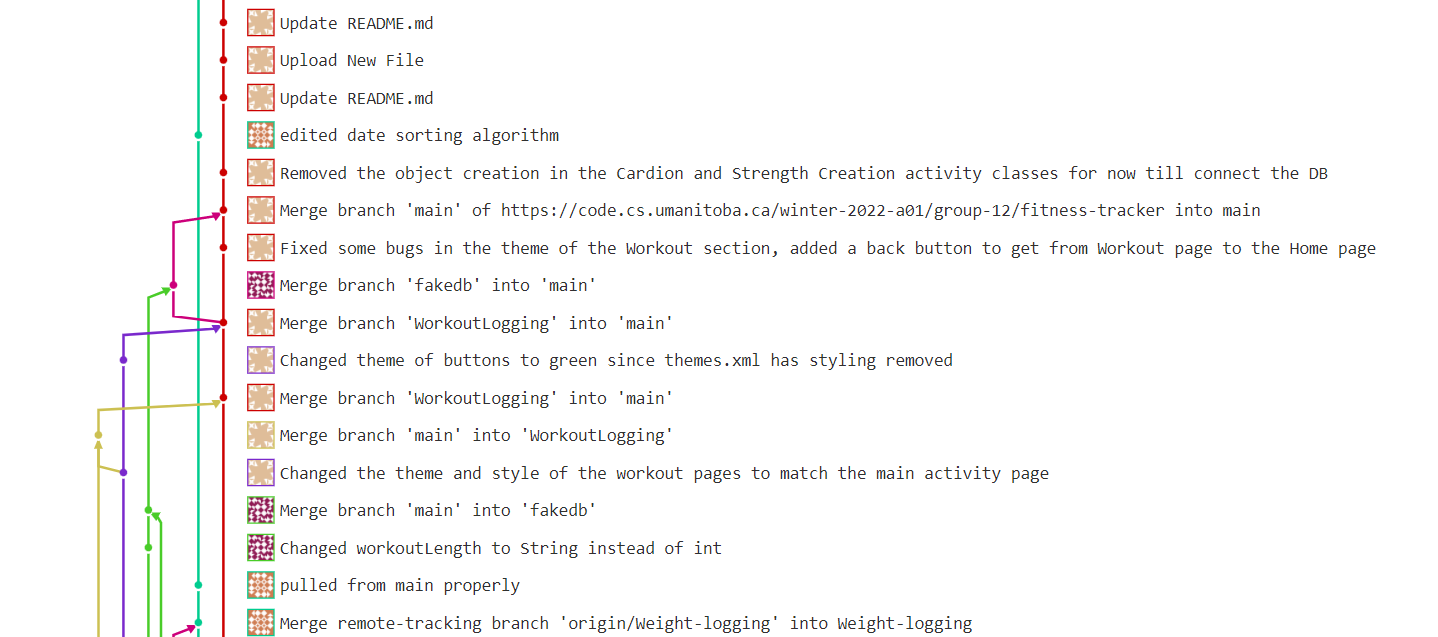 Update README.md
Upload New File
Update README.md
edited date sorting algorithm
Removed the object creation in the Cardion and Strength Creation activity classes for now till connect the DB
Merge branch 'main' of https://code.cs.umanitoba.ca/winter-2022-a01/group-12/fitness-tracker into main
Fixed some bugs in the theme of the Workout section, added a back button to get from Workout page to the Home page
Merge branch 'fakedb' into 'main'
Merge branch 'WorkoutLogging' into 'main'
Changed theme of buttons to green since themes.xml has styling removed
Merge branch 'WorkoutLogging' into 'main'
Merge branch 'main' into 'WorkoutLogging'
Changed the theme and style of the workout pages to match the main activity page
Merge branch 'main' into 'fakedb'
Changed workoutLength to String instead of int
pulled from main properly
Merge remote-tracking branch 'origin/Weight-logging' into Weight-logging